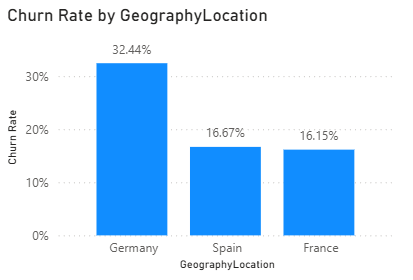 Churn Rate by GeographyLocation
32.44%
16.67%
16.15%
30%
20%
10%
0%
Churn Rate
Germany Spain France
GeographyLocation